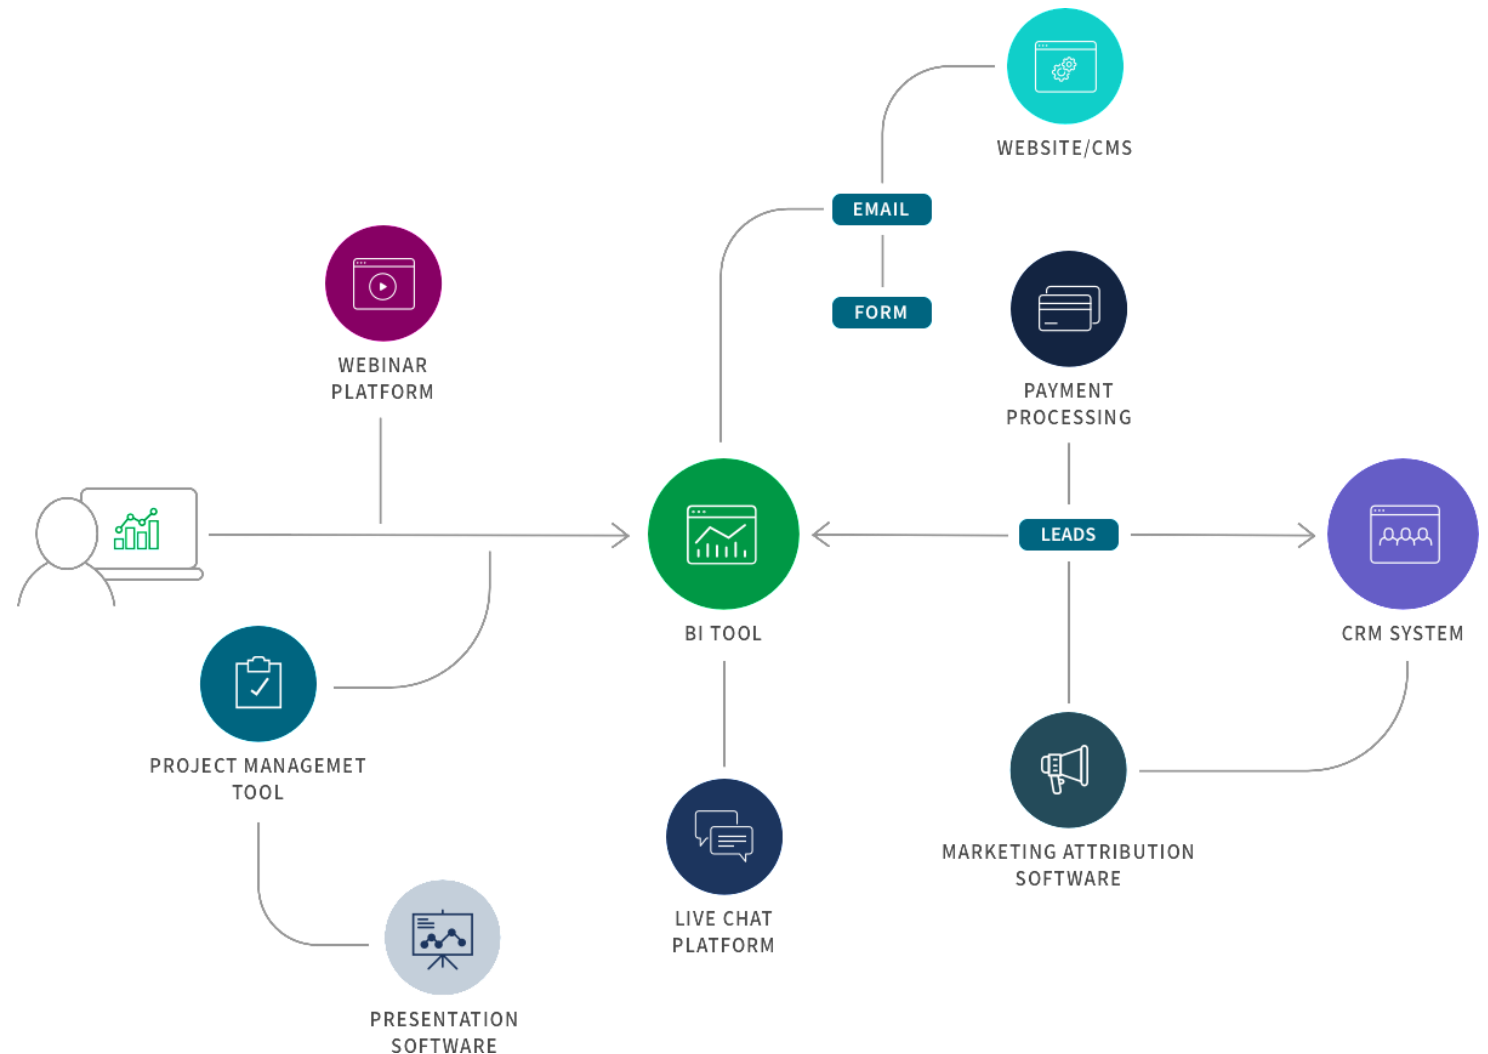 WEBSITE/CMS
EMAIL
FORM
WEBINAR
PLATFORM
PAYMENT
PROCESSING
LEADS
BI TOOL
CRM SYSTEM
PROJECT MANAGEMET
TOOL
MARKETING ATTRIBUTION
SOFTWARE
LIVE CHAT
PLATFORM
PRESENTATION
SOFTWARE